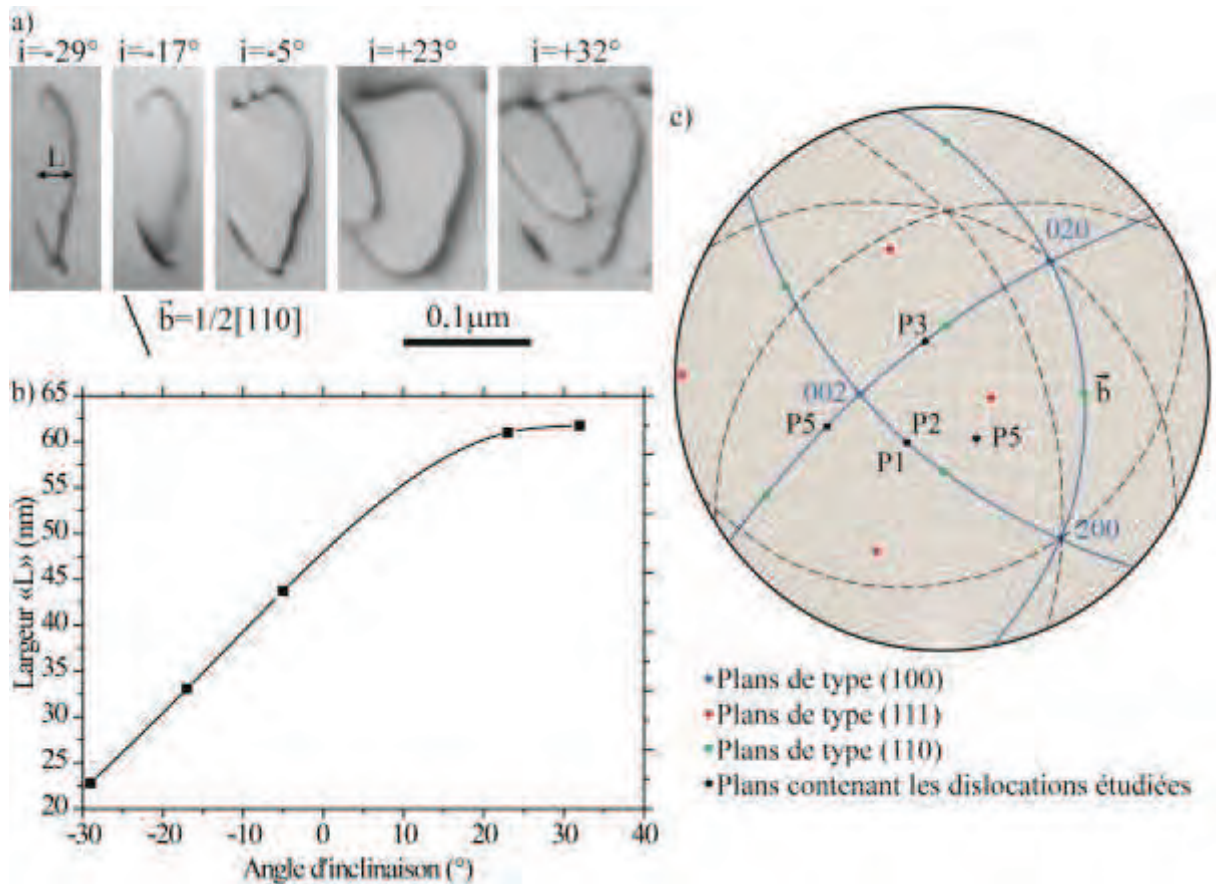 a)
i=-29° i=-17° i=-5° i=+23° i=+32°
L
b⃗=1/2[110]
0.1µm
b)
Largeur «L» (nm)
65
60
55
50
45
40
35
30
25
20
-30 -20 -10 0 10 20 30 40
Angle d'inclinaison (°)
c)
020
P3
002
b⃗
P5
P2
P5
P1
200
Plans de type (100)
Plans de type (111)
Plans de type (110)
Plans contenant les dislocations étudiées